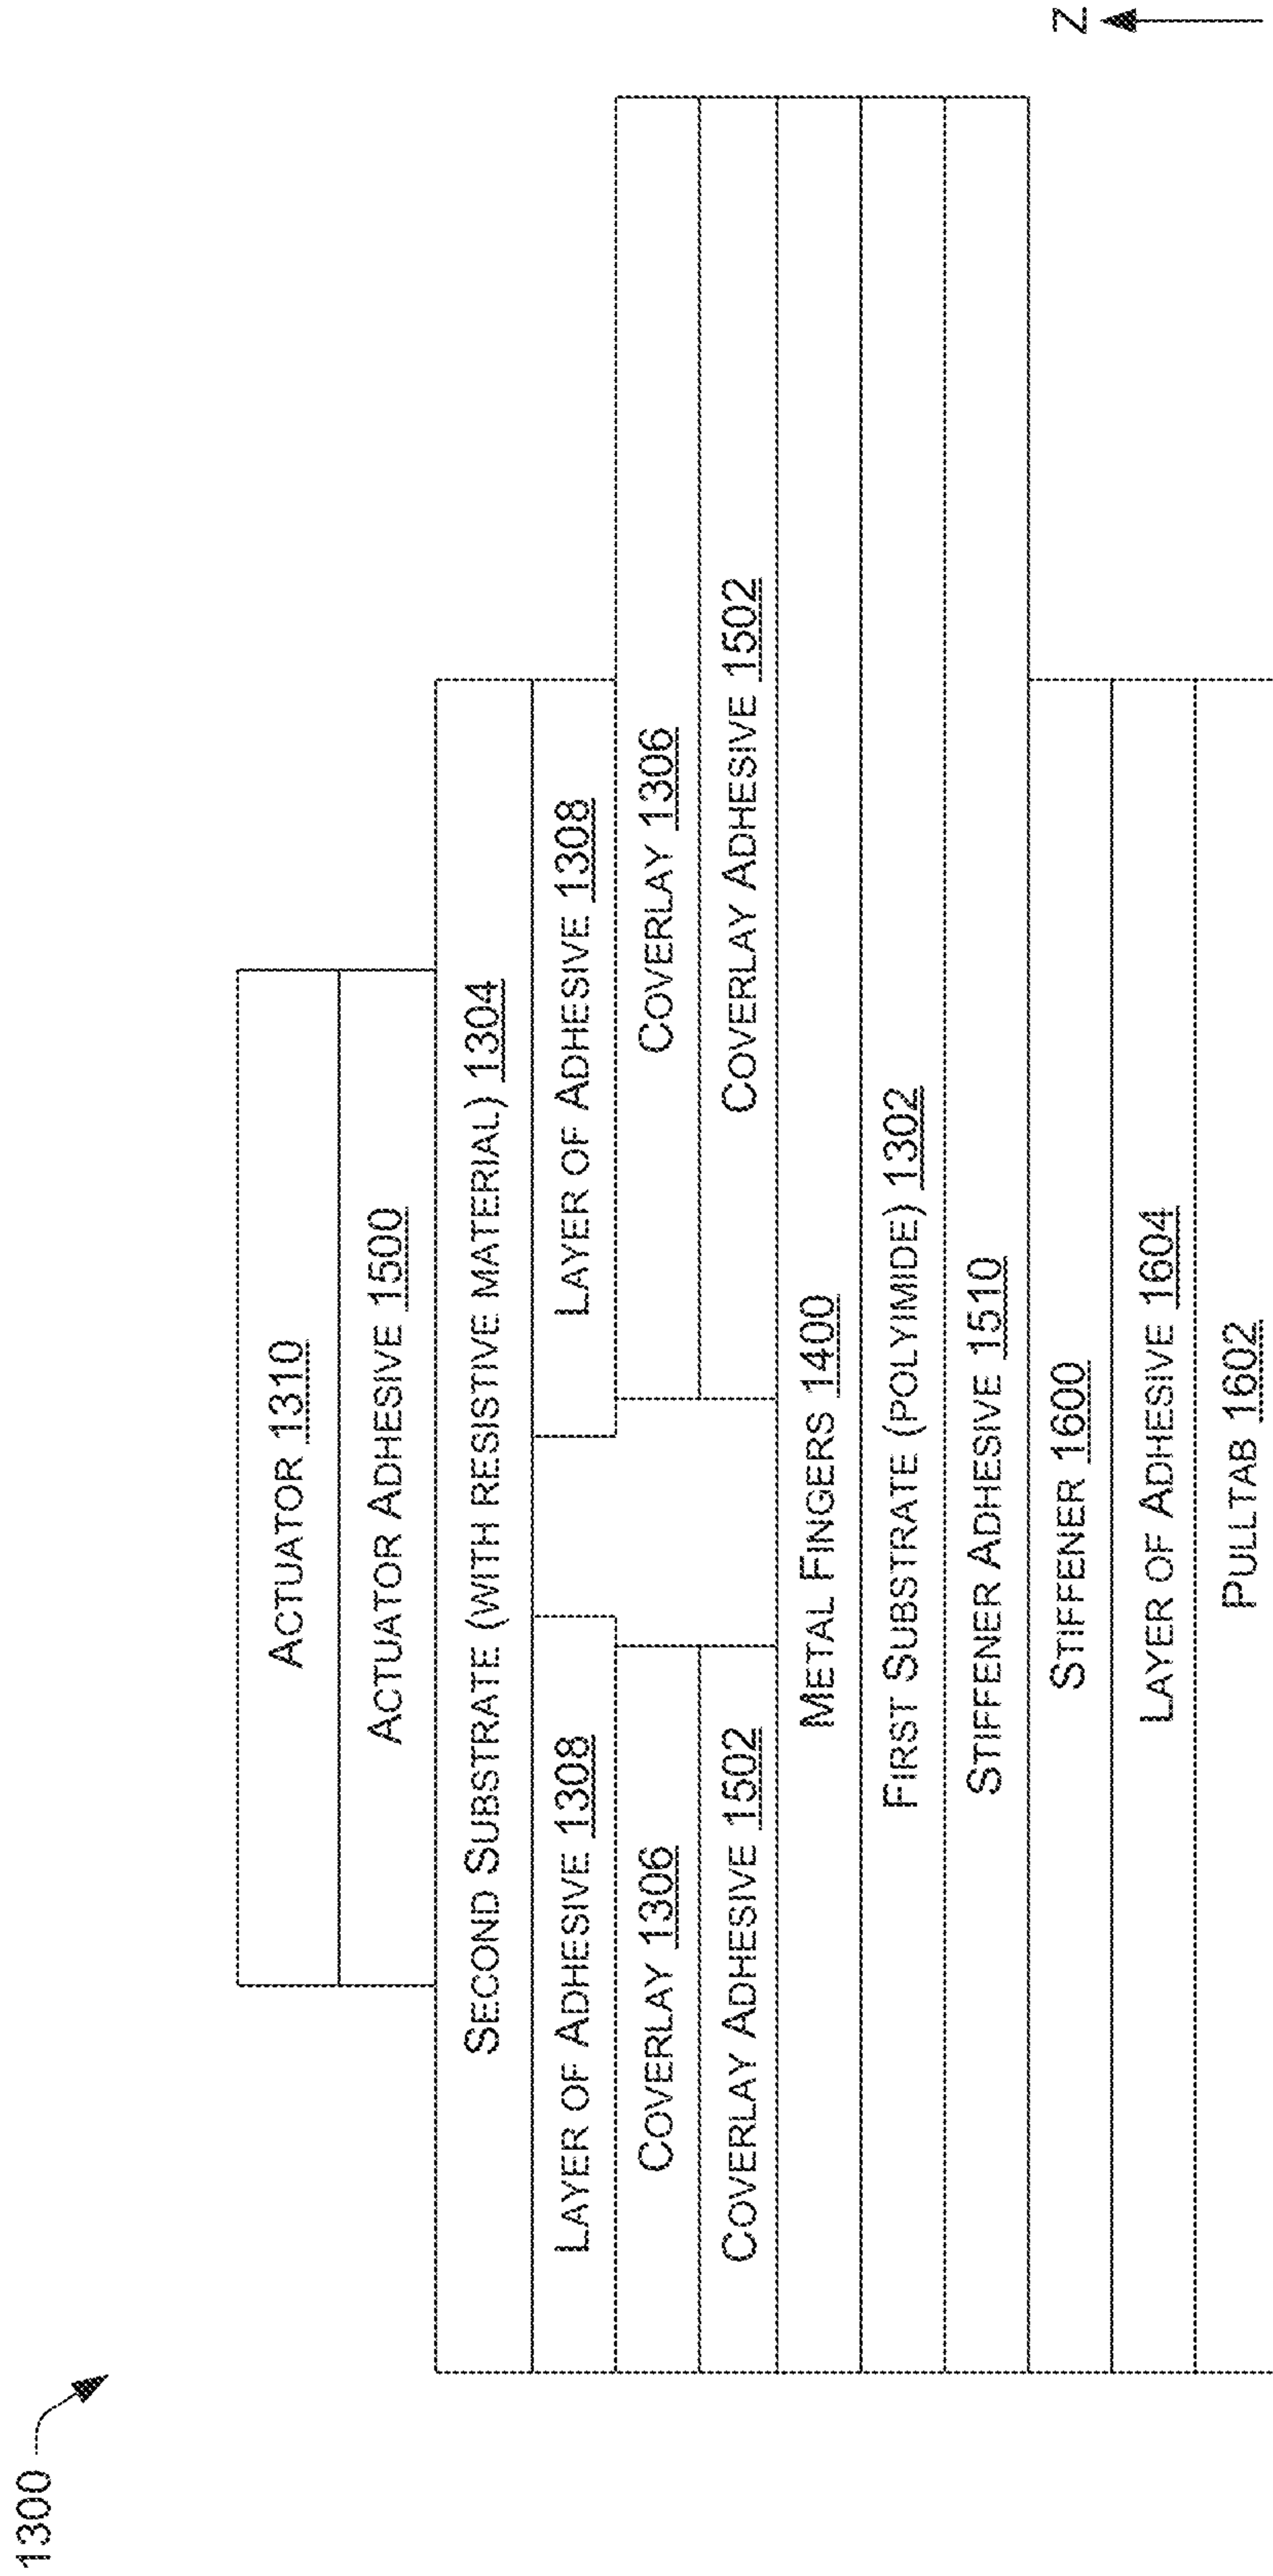 1300
ACTUATOR 1310
ACTUATOR ADHESIVE 1500
SECOND SUBSTRATE (WITH RESISTIVE MATERIAL) 1304
LAYER OF ADHESIVE 1308
LAYER OF ADHESIVE 1308
COVERLAY 1306
COVERLAY 1306
COVERLAY ADHESIVE 1502
COVERLAY ADHESIVE 1502
METAL FINGERS 1400
FIRST SUBSTRATE (POLYIMIDE) 1302
STIFFENER ADHESIVE 1510
STIFFENER 1600
LAYER OF ADHESIVE 1604
PULLTAB 1602
Z